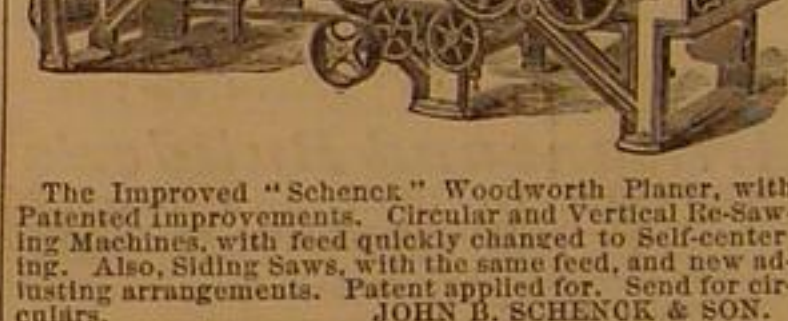 The Improved "Schenck" Woodworth Planer, with
Patented improvements. Circular and Vertical Re-Saw-
ing Machines, with feed quickly changed to Self-center-
ing. Also, Siding Saws, with the same feed, and new ad-
justing arrangements. Patent applied for. Send for cir-
culars. JOHN B. SCHENCK & SON.